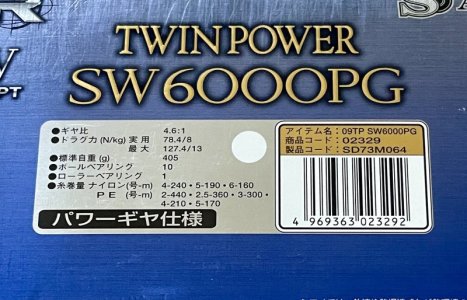 TWINPOWER
SW6000PG
PT
●ギヤ比 4.6:1
●ドラグ力(N/kg) 実用 78.4/8
最大 127.4/13
●標準自重(g) 405
●ボールベアリング 10
●ローラーベアリング 1
●糸巻量 ナイロン(号-m) 4-240・5-190・6-160
PE(号-m) 2-440・2.5-360・3-300・
4-210・5-170
パワーギヤ仕様
アイテム名:09TP SW6000PG
商品コード:02329
製品コード:SD73M064
4 969363 023292